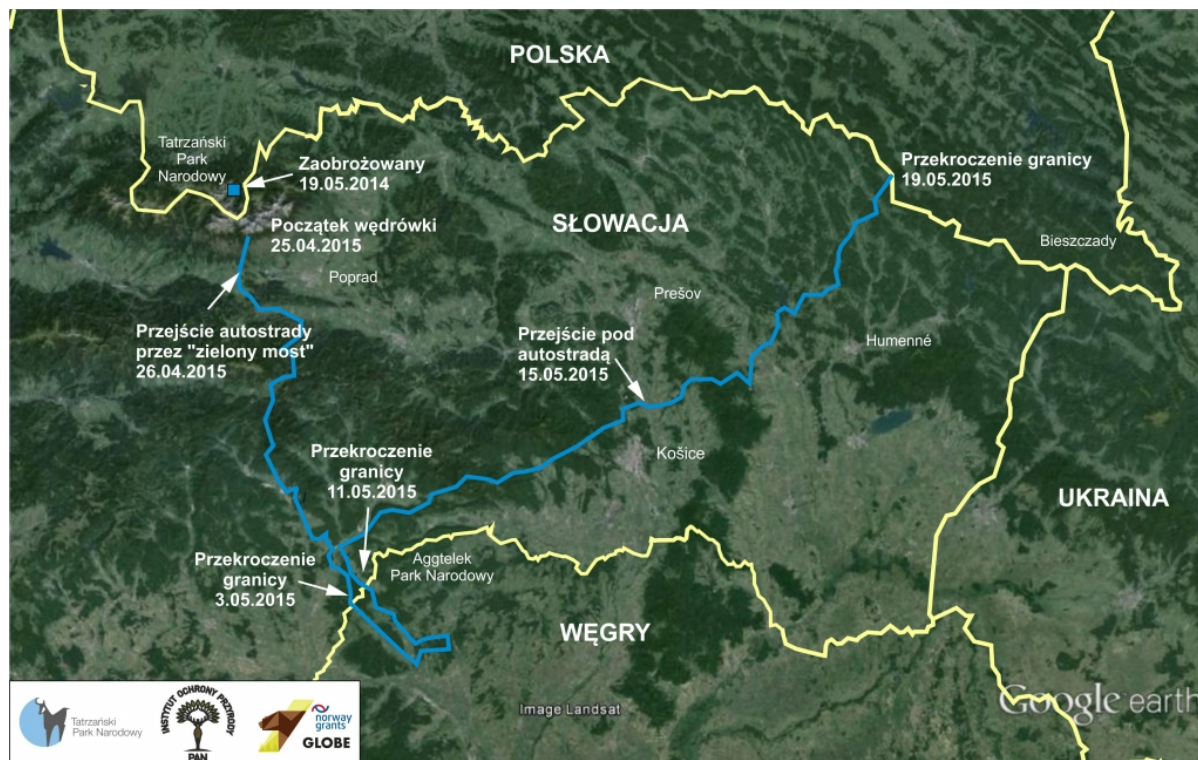 POLSKA
Tatrzański
Park
Narodowy
Zaobrożowany
19.05.2014
Przekroczenie granicy
19.05.2015
Początek wędrówki
25.04.2015
SŁOWACJA
Bieszczady
Poprad
Prešov
Przejście autostrady
przez "zielony most"
26.04.2015
Przejście pod
autostradą
15.05.2015
Humenné
Przekroczenie
granicy
11.05.2015
Košice
UKRAINA
Przekroczenie
granicy
3.05.2015
Aggtelek
Park Narodowy
WĘGRY
Tatrzański
Park Narodowy
INSTYTUT OCHRONY PRZYRODY
PAN
norway
grants
GLOBE
Image Landsat
Google earth